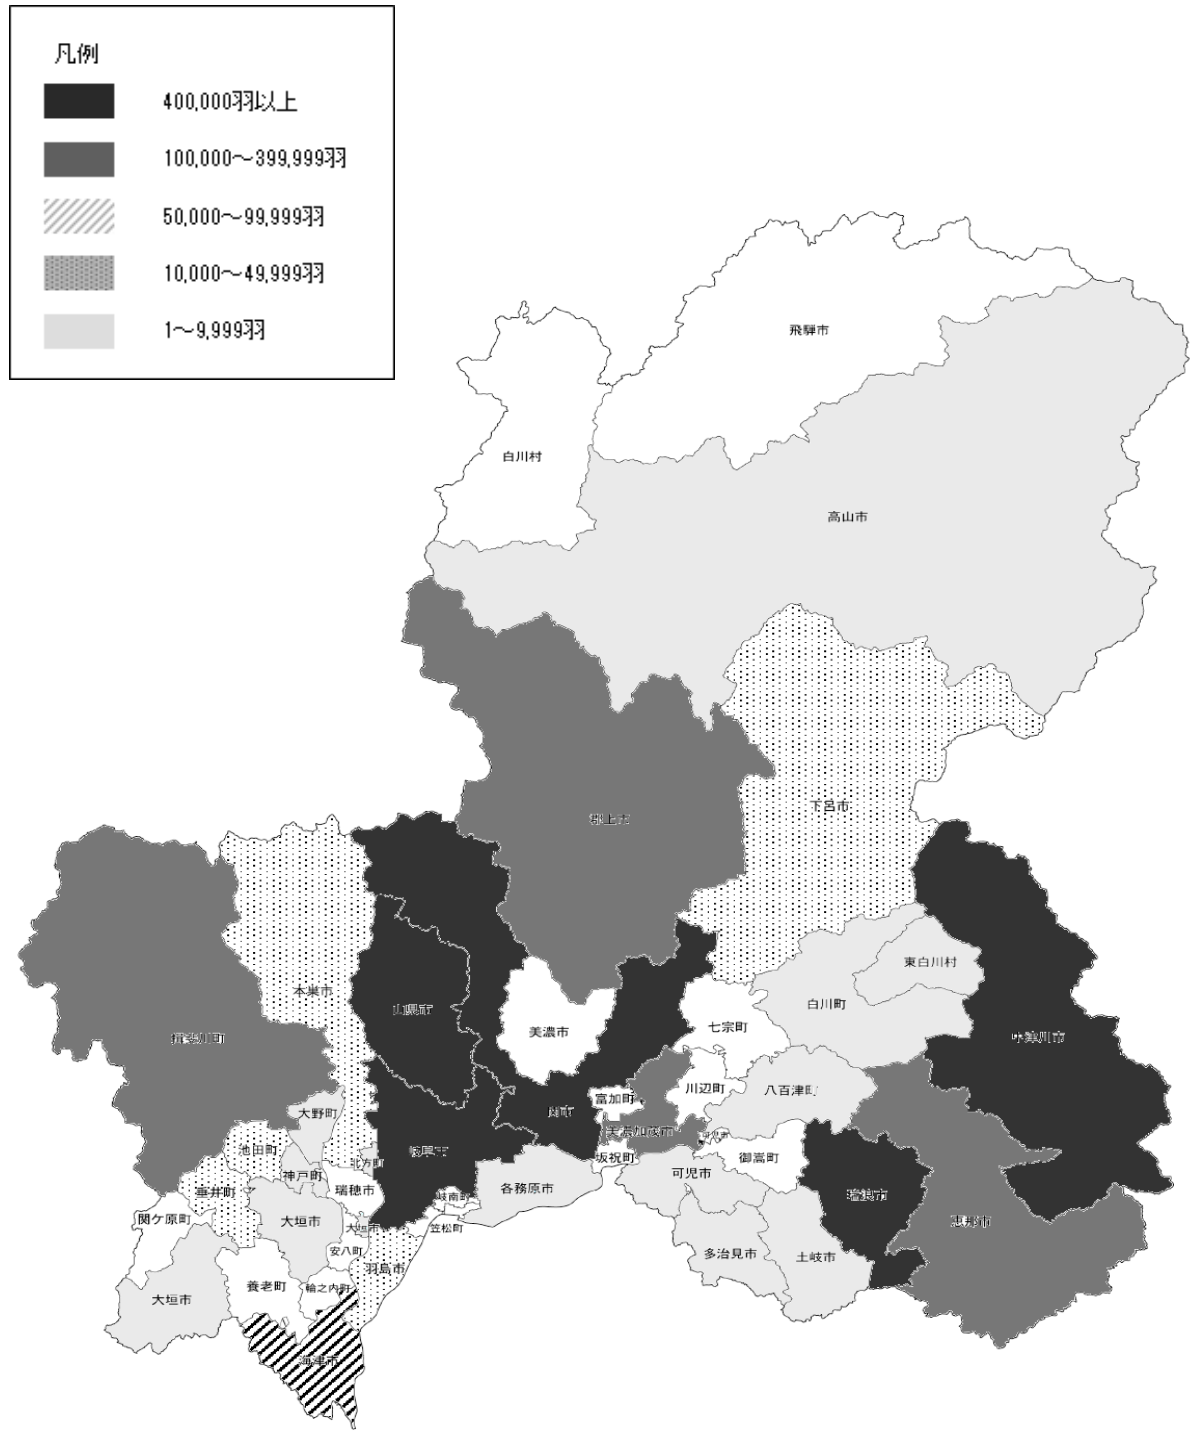 凡例
400,000羽以上
100,000～399,999羽
50,000～99,999羽
10,000～49,999羽
1～9,999羽
飛騨市
白川村
高山市
下呂市
郡上市
東白川村
本巣市
白川町
山県市
美濃市
七宗町
中津川市
揖斐川町
川辺町
八百津町
富加町
大野町
関市
美濃加茂市
可児市
池田町
岐阜市
坂祝町
御嵩町
北方町
神戸町
可児市
垂井町
瑞穂市
各務原市
瑞浪市
岐南町
関ケ原町
大垣市
大垣市
笠松町
恵那市
安八町
多治見市
土岐市
羽島市
養老町
輪之内町
大垣市
海津市